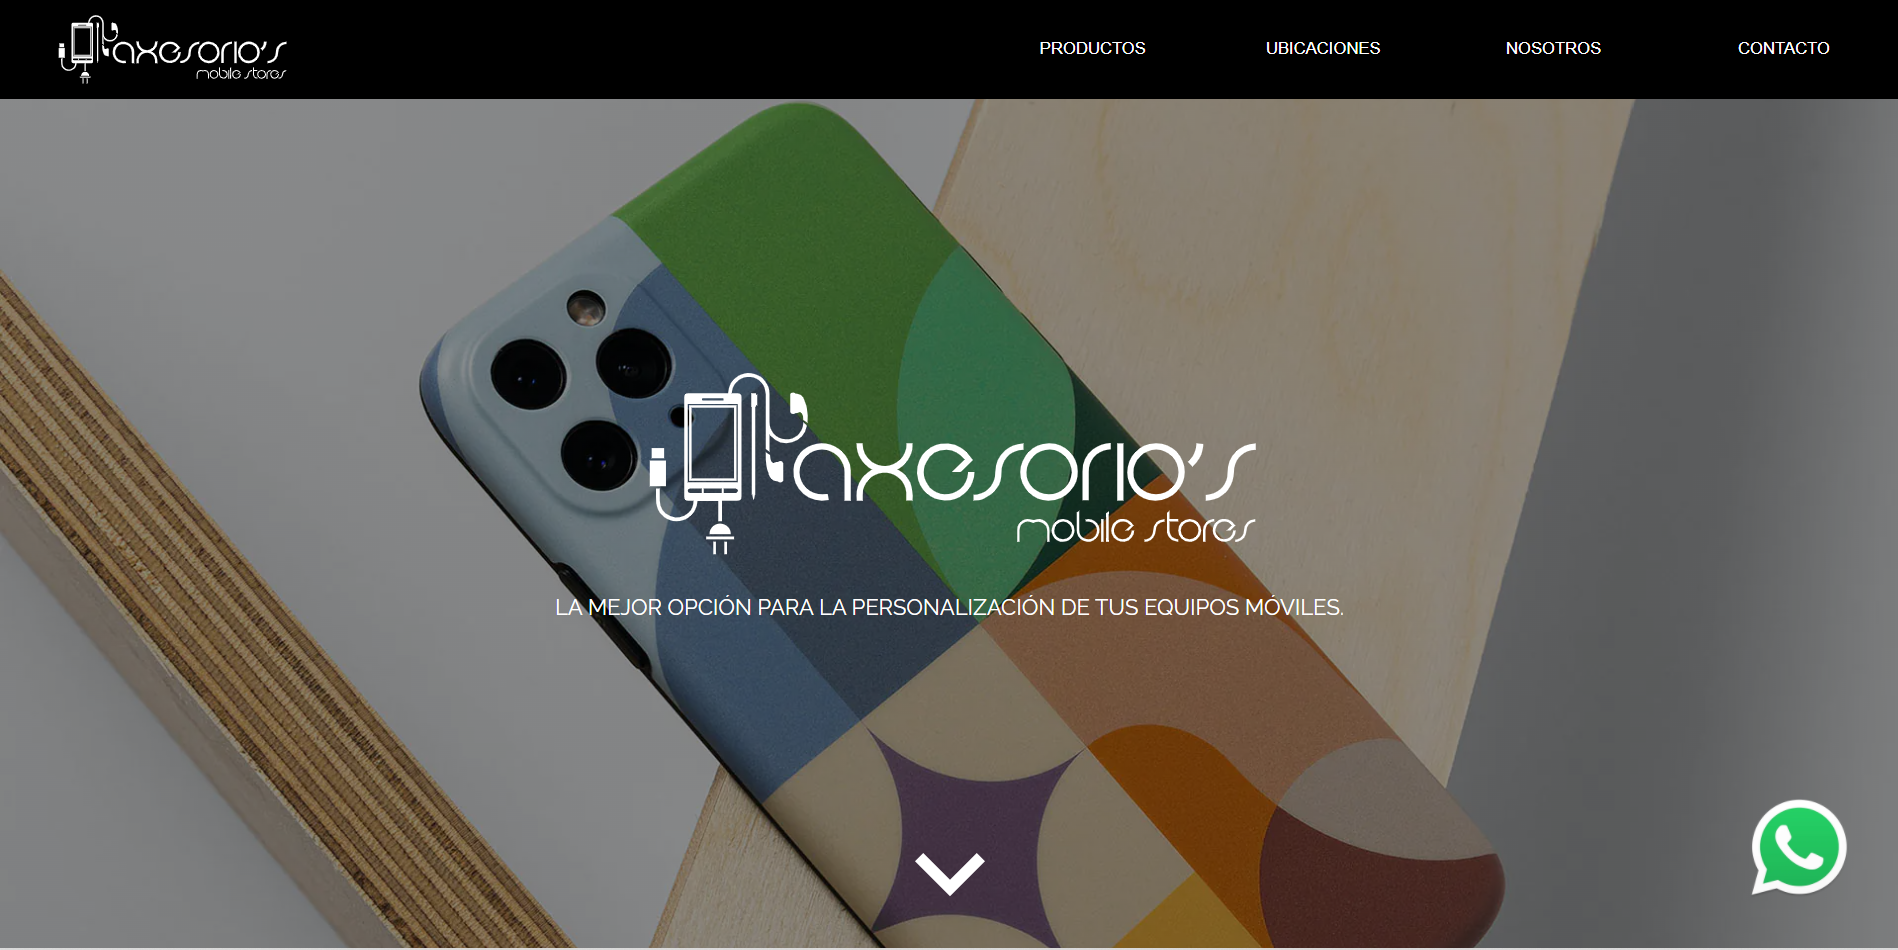 axesorio's
mobile stores
PRODUCTOS
UBICACIONES
NOSOTROS
CONTACTO
axesorio's
mobile stores
LA MEJOR OPCIÓN PARA LA PERSONALIZACIÓN DE TUS EQUIPOS MÓVILES.